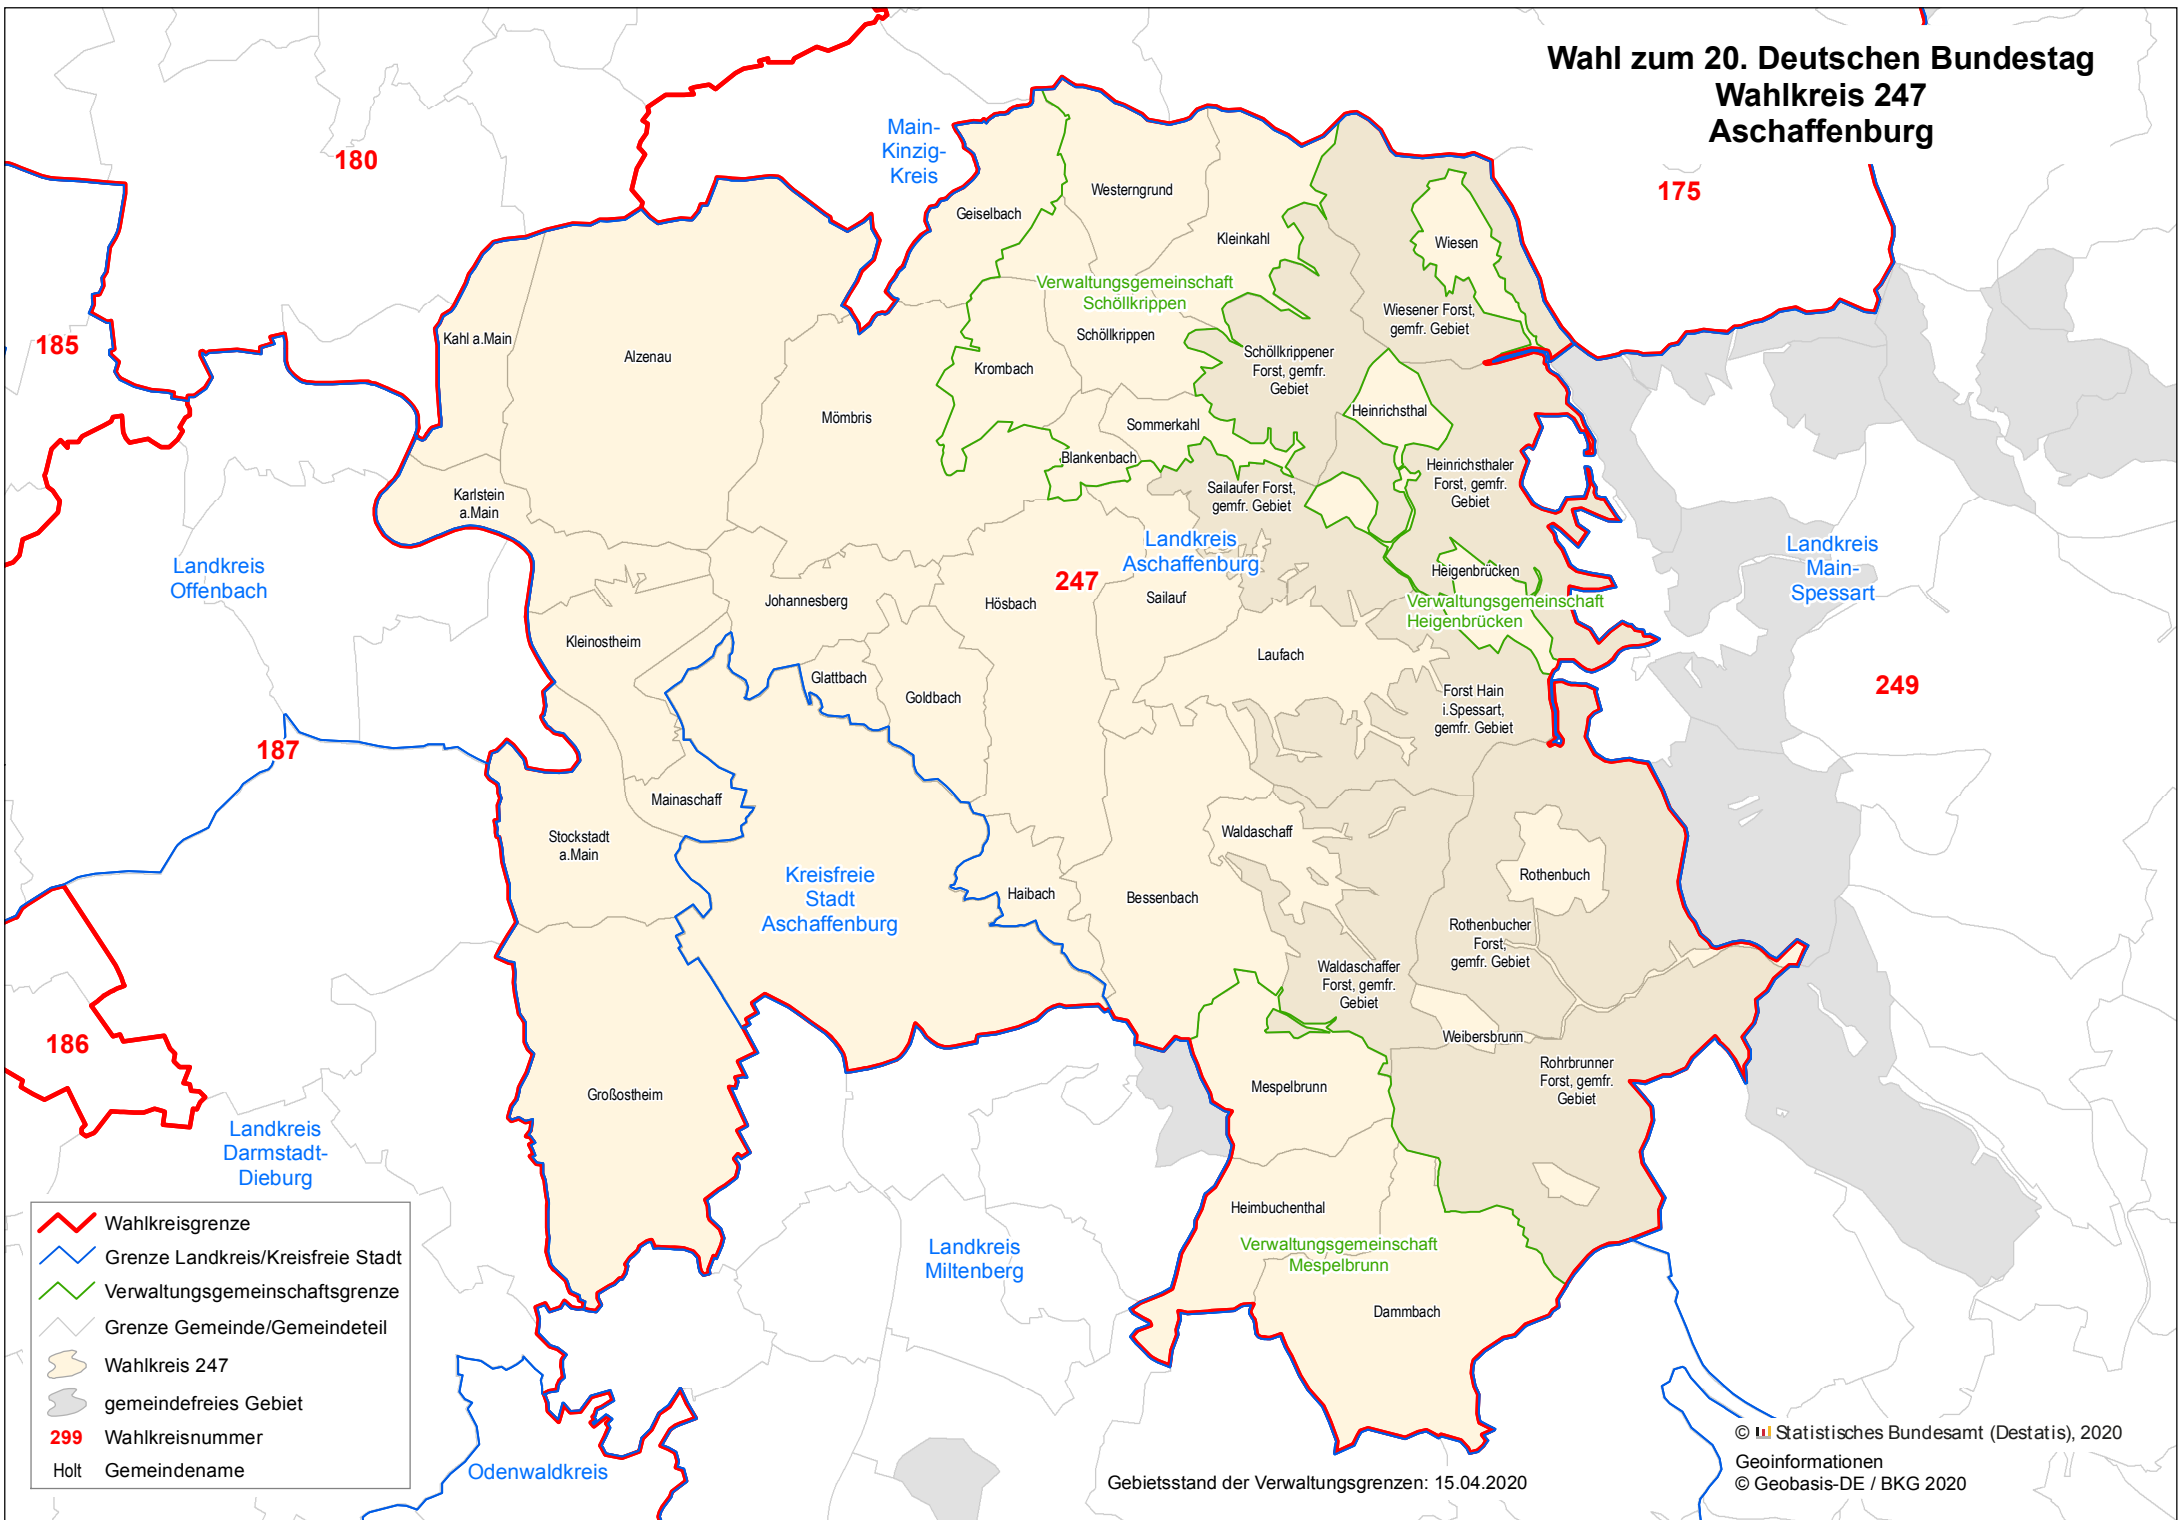 Wahl zum 20. Deutschen Bundestag
Wahlkreis 247
Aschaffenburg
180
175
185
187
186
247
249
Main-
Kinzig-
Kreis
Geiselbach
Westerngrund
Kleinkahl
Wiesen
Verwaltungsgemeinschaft
Schöllkrippen
Wiesener Forst,
gemfr. Gebiet
Kahl a.Main
Alzenau
Schöllkrippen
Schöllkrippener
Forst, gemfr.
Gebiet
Krombach
Mömbris
Heinrichsthal
Sommerkahl
Blankenbach
Heinrichsthaler
Forst, gemfr.
Gebiet
Karlstein
a.Main
Sailaufer Forst,
gemfr. Gebiet
Landkreis
Aschaffenburg
Landkreis
Main-
Spessart
Landkreis
Offenbach
Heigenbrücken
Verwaltungsgemeinschaft
Heigenbrücken
Johannesberg
Hösbach
Sailauf
Kleinostheim
Laufach
Glattbach
Goldbach
Forst Hain
i.Spessart,
gemfr. Gebiet
Mainaschaff
Stockstadt
a.Main
Waldaschaff
Kreisfreie
Stadt
Aschaffenburg
Haibach
Bessenbach
Rothenbuch
Rothenbucher
Forst,
gemfr. Gebiet
Waldaschaffer
Forst, gemfr.
Gebiet
Weibersbrunn
Rohrbrunner
Forst, gemfr.
Gebiet
Mespelbrunn
Großostheim
Landkreis
Darmstadt-
Dieburg
Heimbuchenthal
Verwaltungsgemeinschaft
Mespelbrunn
Landkreis
Miltenberg
Dammbach
Odenwaldkreis
Wahlkreisgrenze
Grenze Landkreis/Kreisfreie Stadt
Verwaltungsgemeinschaftsgrenze
Grenze Gemeinde/Gemeindeteil
Wahlkreis 247
gemeindefreies Gebiet
299 Wahlkreisnummer
Holt Gemeindename
Gebietsstand der Verwaltungsgrenzen: 15.04.2020
© Statistisches Bundesamt (Destatis), 2020
Geoinformationen
© Geobasis-DE / BKG 2020